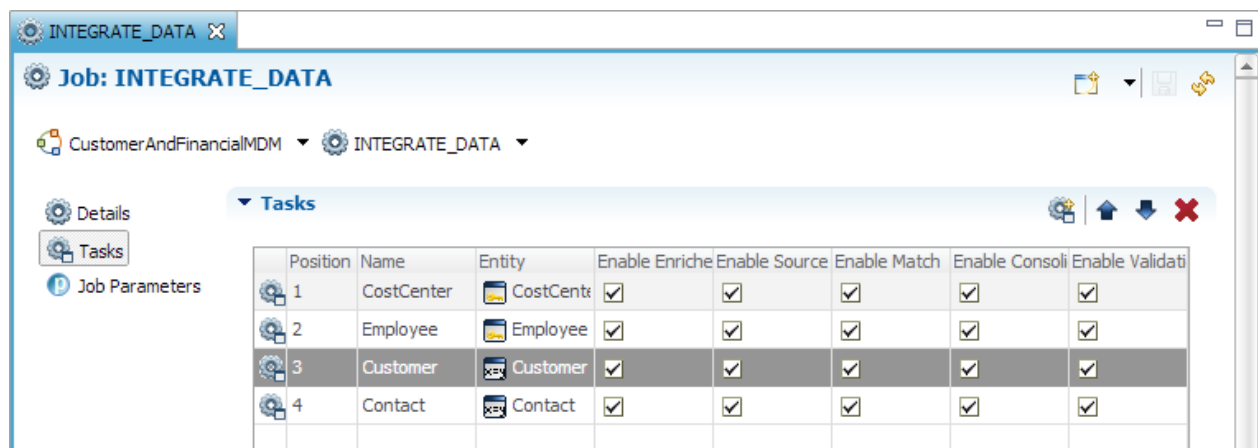 INTEGRATE_DATA
Job: INTEGRATE_DATA
CustomerAndFinancialMDM INTEGRATE_DATA
Details
Tasks
Job Parameters
Tasks
Position Name Entity Enable Enriche Enable Source Enable Match Enable Consoli Enable Validati
1 CostCenter CostCente
2 Employee Employee
3 Customer Customer
4 Contact Contact